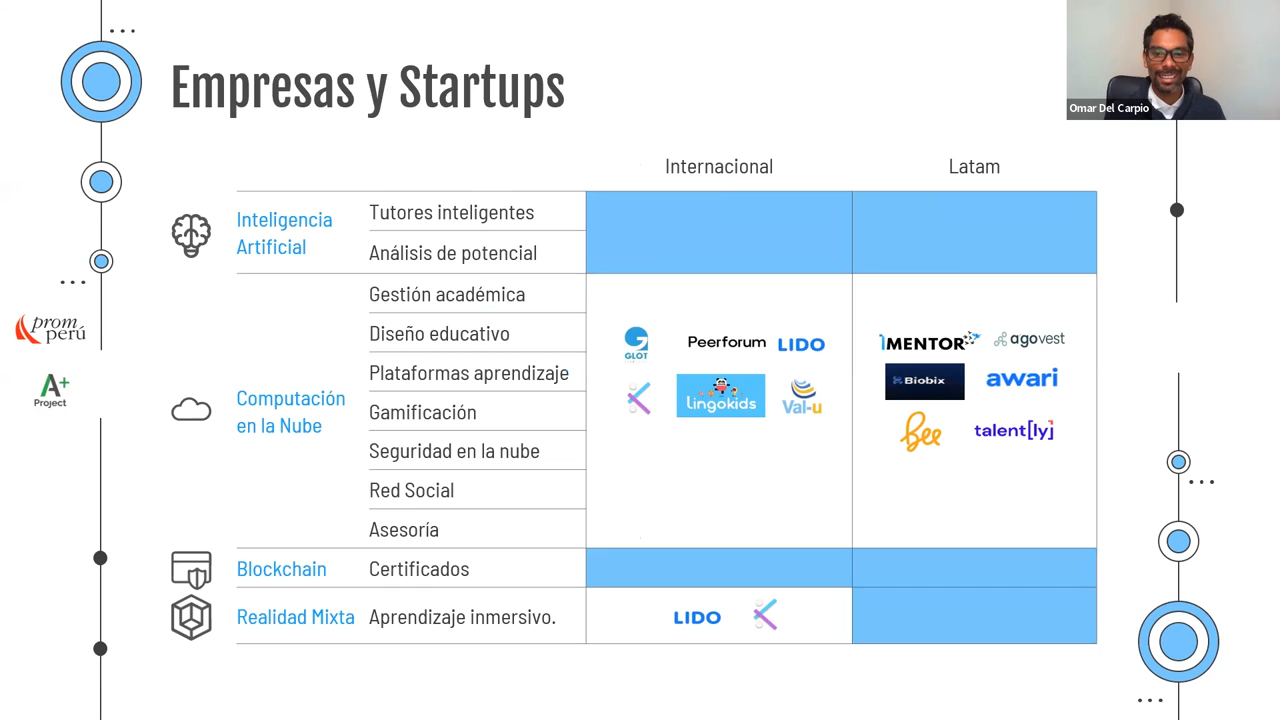 Empresas y Startups
Omar Del Carpio
Internacional
Latam
Inteligencia
Artificial
Tutores inteligentes
Análisis de potencial
Computación
en la Nube
Gestión académica
Diseño educativo
Plataformas aprendizaje
Gamificación
Seguridad en la nube
Red Social
Asesoría
GLOT
Peerforum
LIDO
lingokids
Val-u
1MENTOR
agovest
Biobix
awari
Bee
talent[ly]
Blockchain
Certificados
Realidad Mixta
Aprendizaje inmersivo.
LIDO
prom
perú
A+
Project